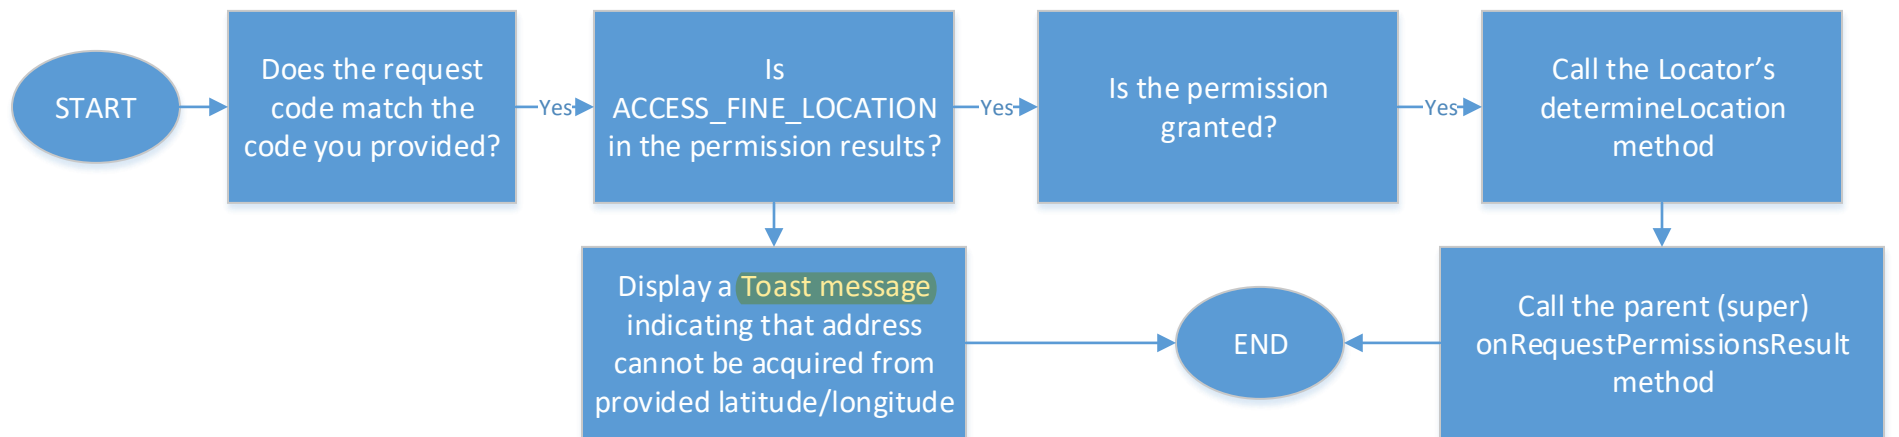 START
Does the request
code match the
code you provided?
Yes
Is
ACCESS_FINE_LOCATION
in the permission results?
Yes
Is the permission
granted?
Yes
Call the Locator’s
determineLocation
method
Display a Toast message
indicating that address
cannot be acquired from
provided latitude/longitude
END
Call the parent (super)
onRequestPermissionsResult
method